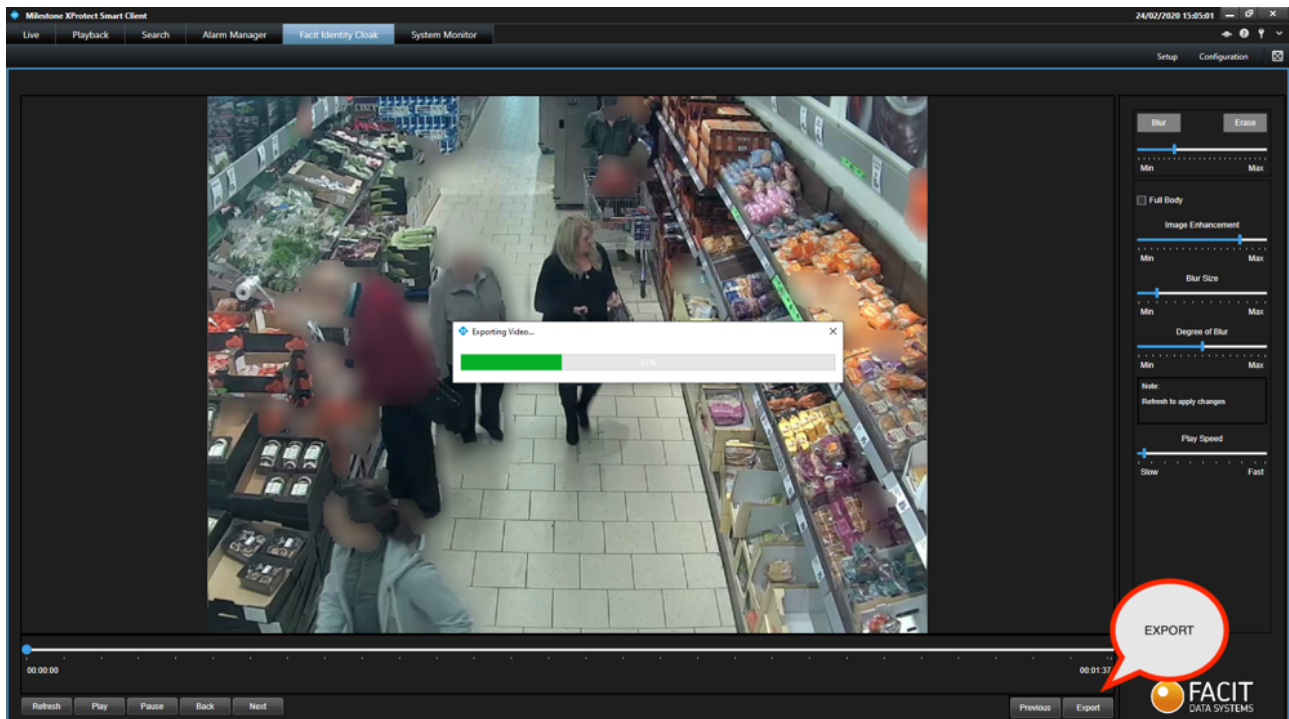 Milestone XProtect Smart Client
24/02/2020 15:05:01
Live Playback Search Alarm Manager Facit Identity Cloak System Monitor
Setup Configuration
Blur Erase
Min Max
Full Body
Image Enhancement
Min Max
Blur Size
Min Max
Degree of Blur
Min Max
Note:
Refresh to apply changes
Play Speed
Slow Fast
Exporting Video...
27%
EXPORT
00:00:00 00:01:37
Refresh Play Pause Back Next Previous Export
FACIT
DATA SYSTEMS